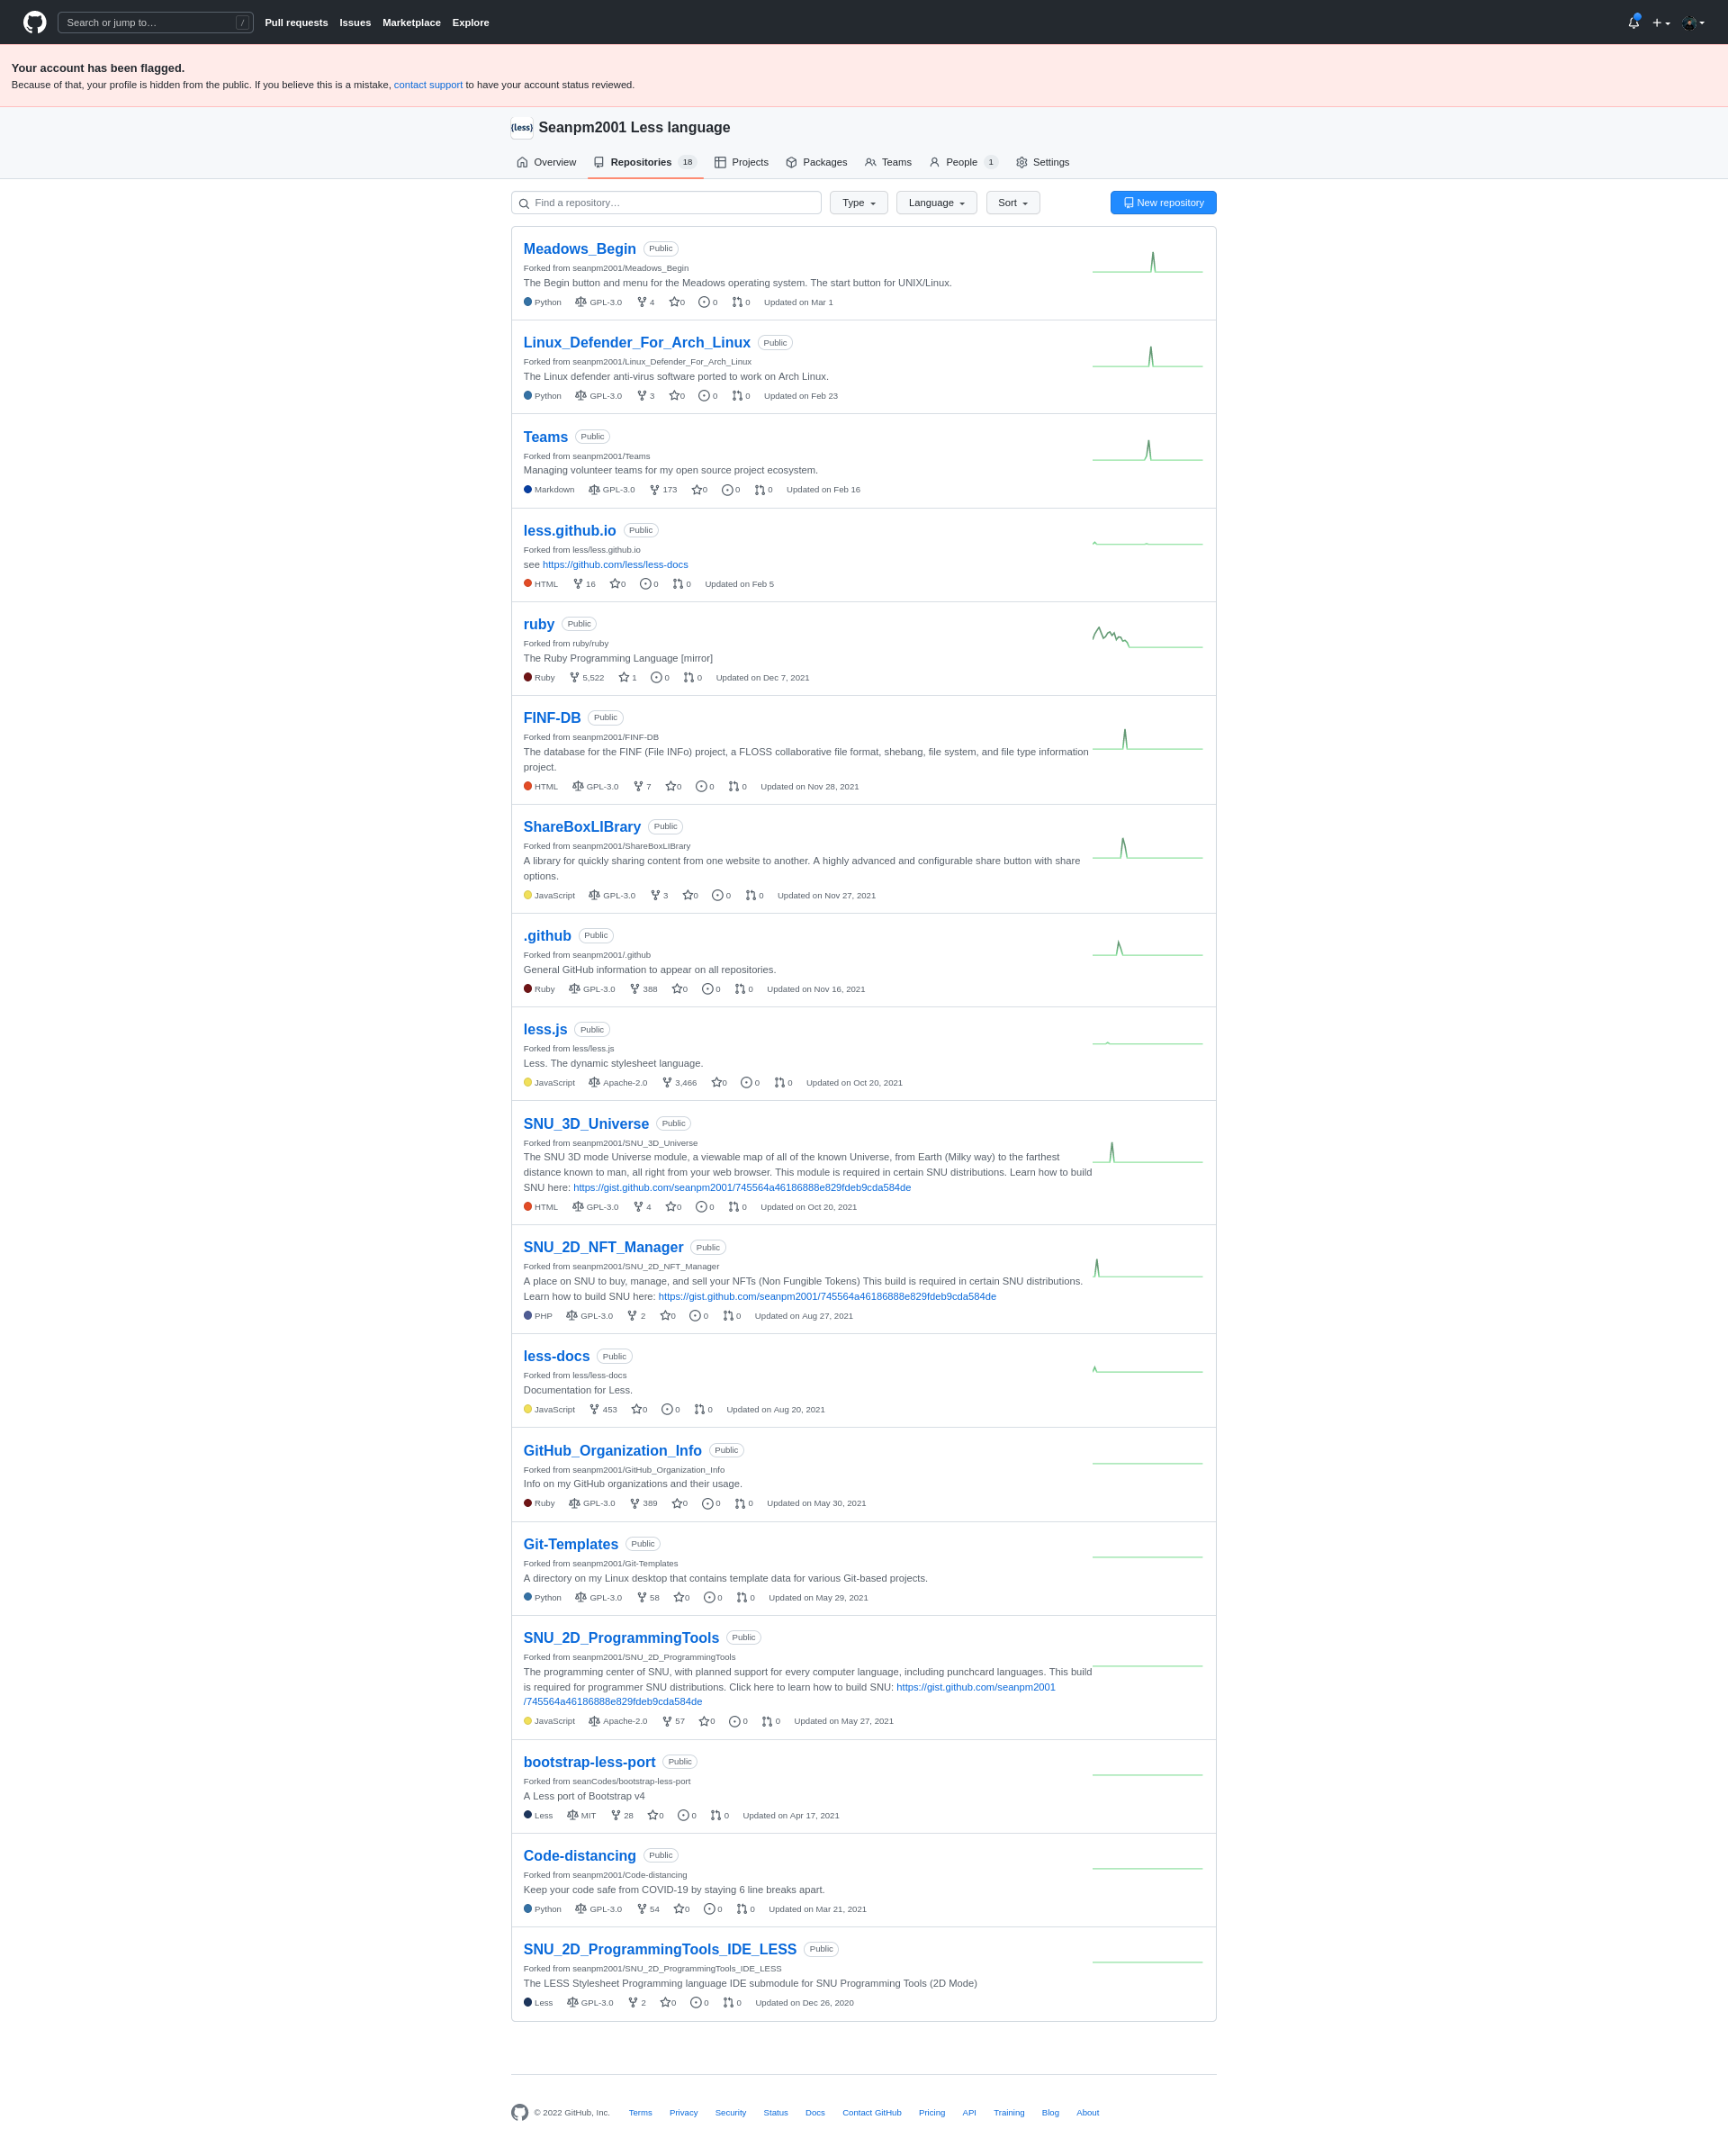 Search or jump to… / Pull requests Issues Marketplace Explore
Your account has been flagged.
Because of that, your profile is hidden from the public. If you believe this is a mistake, contact support to have your account status reviewed.
{less} Seanpm2001 Less language
Overview Repositories 18 Projects Packages Teams People 1 Settings
Find a repository… Type Language Sort New repository
Meadows_Begin Public
Forked from seanpm2001/Meadows_Begin
The Begin button and menu for the Meadows operating system. The start button for UNIX/Linux.
Python GPL-3.0 4 0 0 0 Updated on Mar 1
Linux_Defender_For_Arch_Linux Public
Forked from seanpm2001/Linux_Defender_For_Arch_Linux
The Linux defender anti-virus software ported to work on Arch Linux.
Python GPL-3.0 3 0 0 0 Updated on Feb 23
Teams Public
Forked from seanpm2001/Teams
Managing volunteer teams for my open source project ecosystem.
Markdown GPL-3.0 173 0 0 0 Updated on Feb 16
less.github.io Public
Forked from less/less.github.io
see https://github.com/less/less-docs
HTML 16 0 0 0 Updated on Feb 5
ruby Public
Forked from ruby/ruby
The Ruby Programming Language [mirror]
Ruby 5,522 1 0 0 Updated on Dec 7, 2021
FINF-DB Public
Forked from seanpm2001/FINF-DB
The database for the FINF (File INFo) project, a FLOSS collaborative file format, shebang, file system, and file type information
project.
HTML GPL-3.0 7 0 0 0 Updated on Nov 28, 2021
ShareBoxLIBrary Public
Forked from seanpm2001/ShareBoxLIBrary
A library for quickly sharing content from one website to another. A highly advanced and configurable share button with share
options.
JavaScript GPL-3.0 3 0 0 0 Updated on Nov 27, 2021
.github Public
Forked from seanpm2001/.github
General GitHub information to appear on all repositories.
Ruby GPL-3.0 388 0 0 0 Updated on Nov 16, 2021
less.js Public
Forked from less/less.js
Less. The dynamic stylesheet language.
JavaScript Apache-2.0 3,466 0 0 0 Updated on Oct 20, 2021
SNU_3D_Universe Public
Forked from seanpm2001/SNU_3D_Universe
The SNU 3D mode Universe module, a viewable map of all of the known Universe, from Earth (Milky way) to the farthest
distance known to man, all right from your web browser. This module is required in certain SNU distributions. Learn how to build
SNU here: https://gist.github.com/seanpm2001/745564a46186888e829fdeb9cda584de
HTML GPL-3.0 4 0 0 0 Updated on Oct 20, 2021
SNU_2D_NFT_Manager Public
Forked from seanpm2001/SNU_2D_NFT_Manager
A place on SNU to buy, manage, and sell your NFTs (Non Fungible Tokens) This build is required in certain SNU distributions.
Learn how to build SNU here: https://gist.github.com/seanpm2001/745564a46186888e829fdeb9cda584de
PHP GPL-3.0 2 0 0 0 Updated on Aug 27, 2021
less-docs Public
Forked from less/less-docs
Documentation for Less.
JavaScript 453 0 0 0 Updated on Aug 20, 2021
GitHub_Organization_Info Public
Forked from seanpm2001/GitHub_Organization_Info
Info on my GitHub organizations and their usage.
Ruby GPL-3.0 389 0 0 0 Updated on May 30, 2021
Git-Templates Public
Forked from seanpm2001/Git-Templates
A directory on my Linux desktop that contains template data for various Git-based projects.
Python GPL-3.0 58 0 0 0 Updated on May 29, 2021
SNU_2D_ProgrammingTools Public
Forked from seanpm2001/SNU_2D_ProgrammingTools
The programming center of SNU, with planned support for every computer language, including punchcard languages. This build
is required for programmer SNU distributions. Click here to learn how to build SNU: https://gist.github.com/seanpm2001
/745564a46186888e829fdeb9cda584de
JavaScript Apache-2.0 57 0 0 0 Updated on May 27, 2021
bootstrap-less-port Public
Forked from seanCodes/bootstrap-less-port
A Less port of Bootstrap v4
Less MIT 28 0 0 0 Updated on Apr 17, 2021
Code-distancing Public
Forked from seanpm2001/Code-distancing
Keep your code safe from COVID-19 by staying 6 line breaks apart.
Python GPL-3.0 54 0 0 0 Updated on Mar 21, 2021
SNU_2D_ProgrammingTools_IDE_LESS Public
Forked from seanpm2001/SNU_2D_ProgrammingTools_IDE_LESS
The LESS Stylesheet Programming language IDE submodule for SNU Programming Tools (2D Mode)
Less GPL-3.0 2 0 0 0 Updated on Dec 26, 2020
© 2022 GitHub, Inc. Terms Privacy Security Status Docs Contact GitHub Pricing API Training Blog About